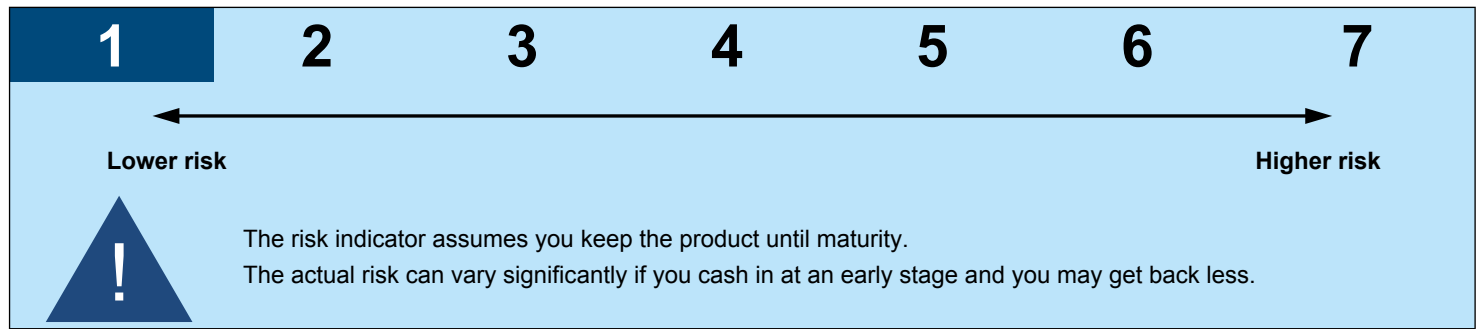 1 2 3 4 5 6 7
Lower risk Higher risk
!
The risk indicator assumes you keep the product until maturity.
The actual risk can vary significantly if you cash in at an early stage and you may get back less.